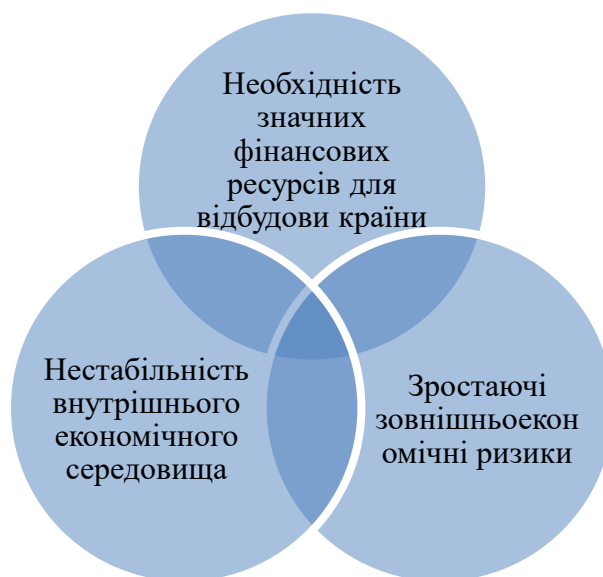 Необхідність
значних
фінансових
ресурсів для
відбудови країни
Нестабільність
внутрішнього
економічного
середовища
Зростаючі
зовнішньоекон
омічні ризики